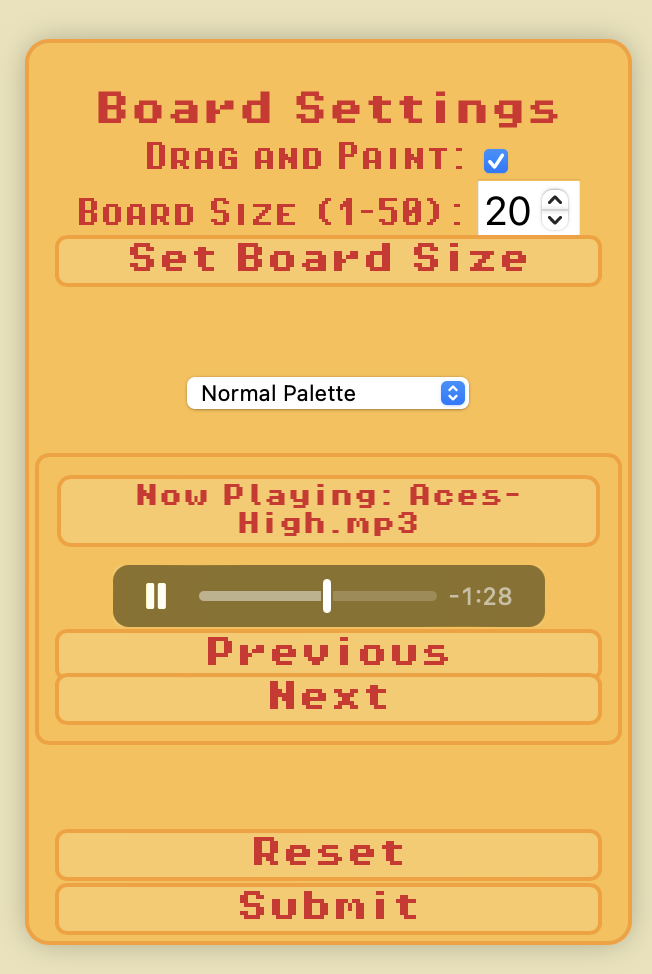 Board Settings
Drag and Paint:
Board Size (1-50): 20
Set Board Size
Normal Palette
Now Playing: Aces-
High.mp3
-1:28
Previous
Next
Reset
Submit